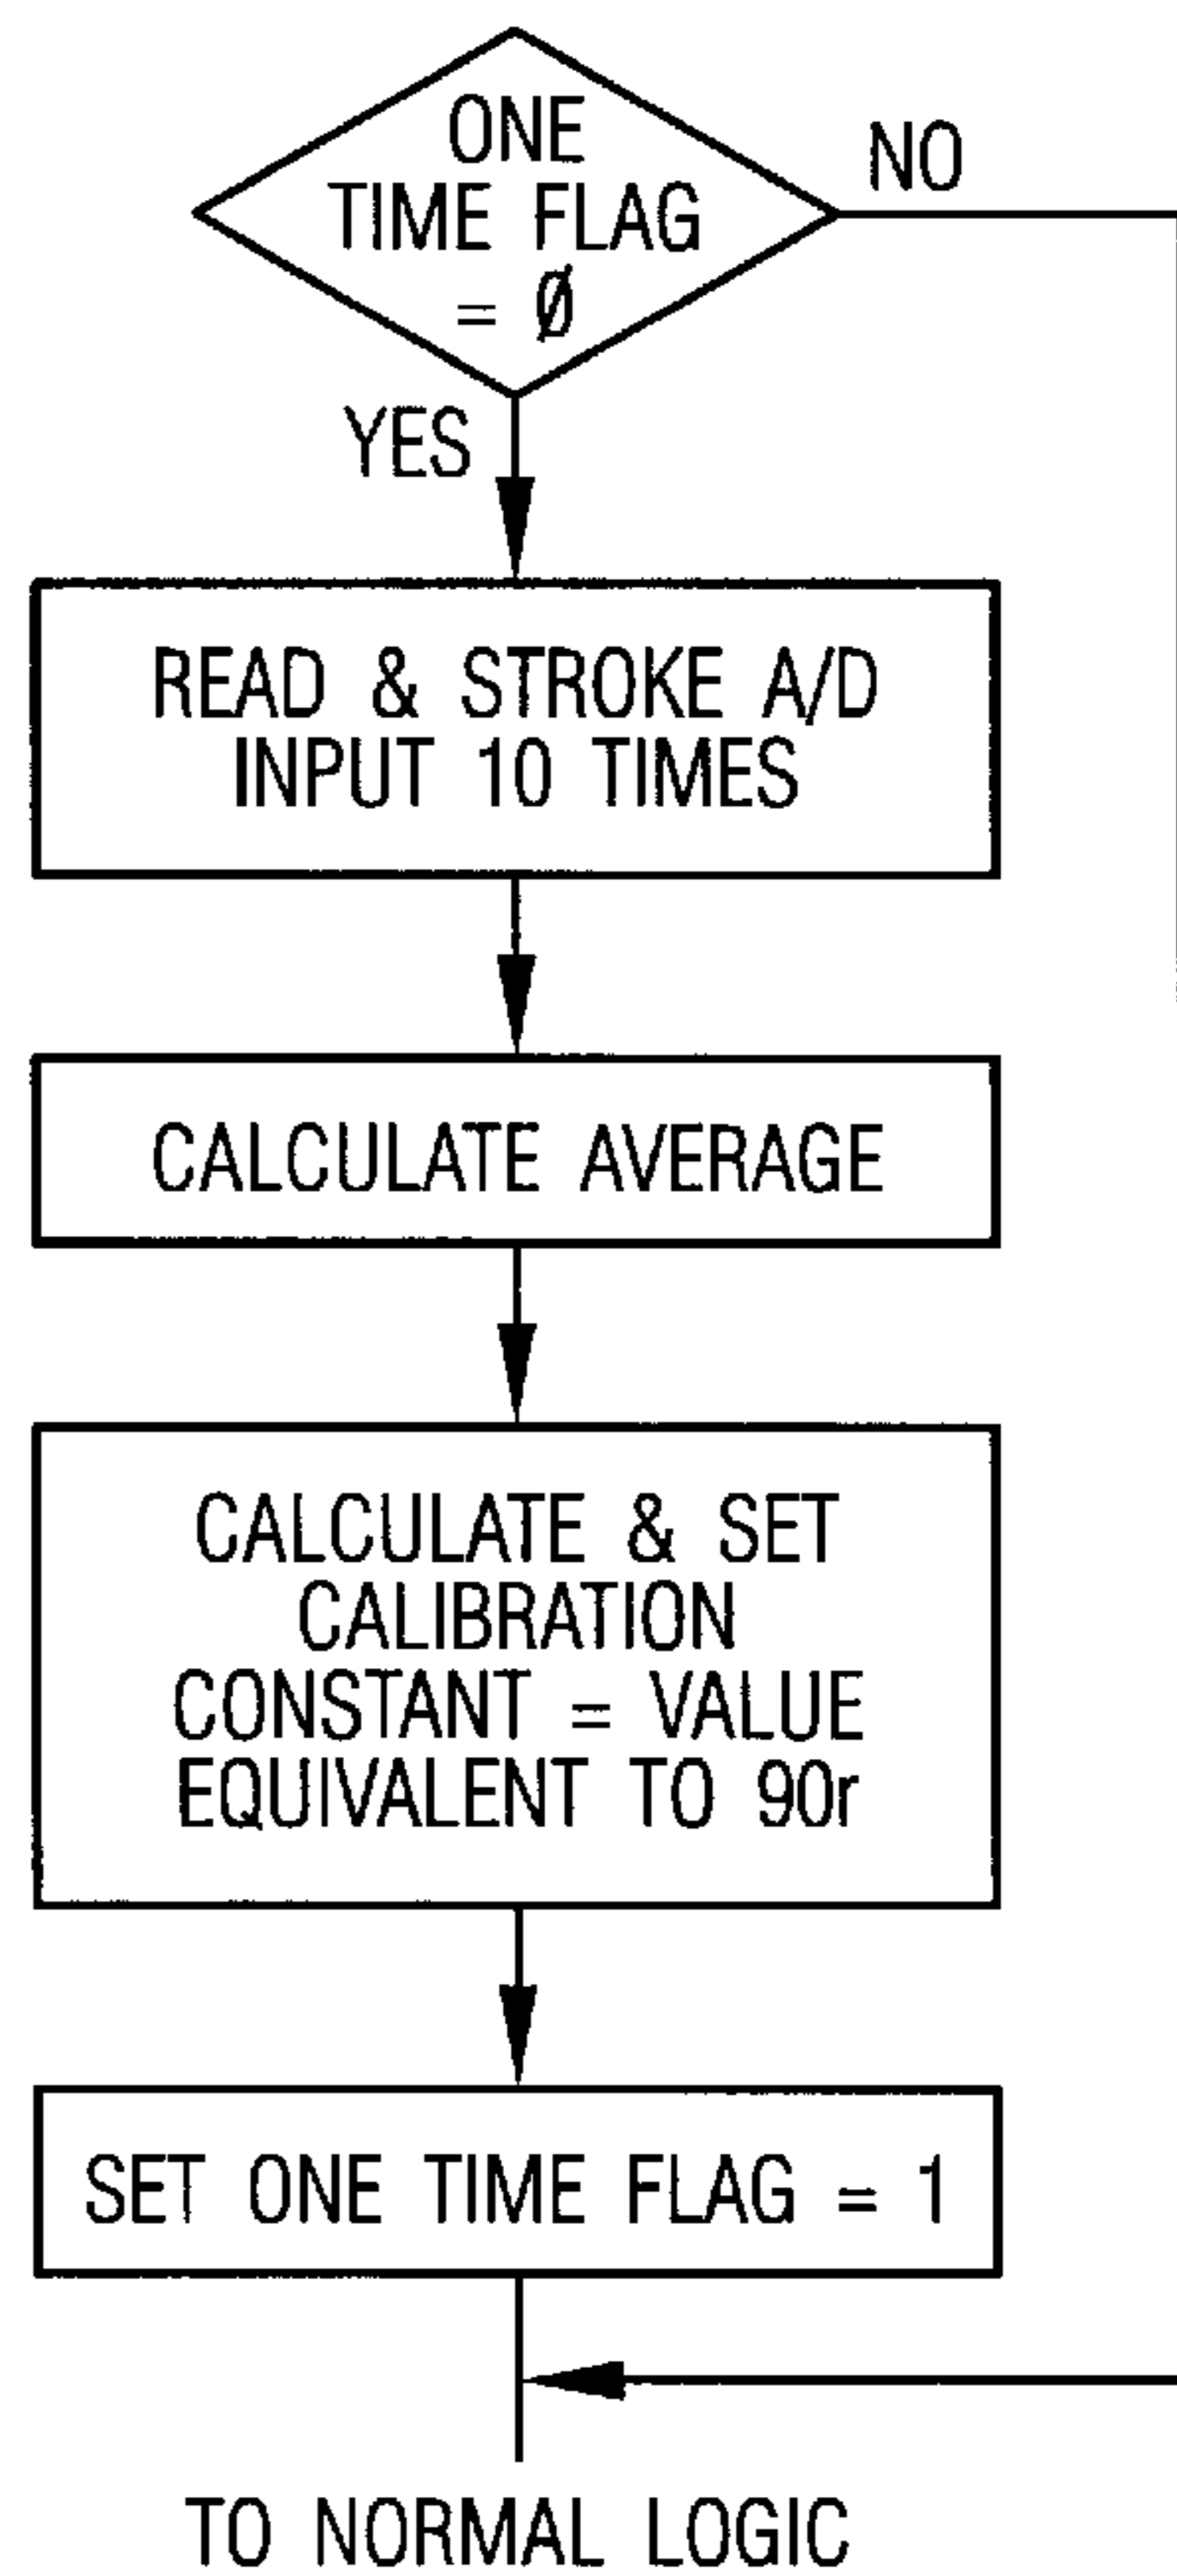 ONE
TIME FLAG
= Ø
NO
YES
READ & STROKE A/D
INPUT 10 TIMES
CALCULATE AVERAGE
CALCULATE & SET
CALIBRATION
CONSTANT = VALUE
EQUIVALENT TO 90r
SET ONE TIME FLAG = 1
TO NORMAL LOGIC